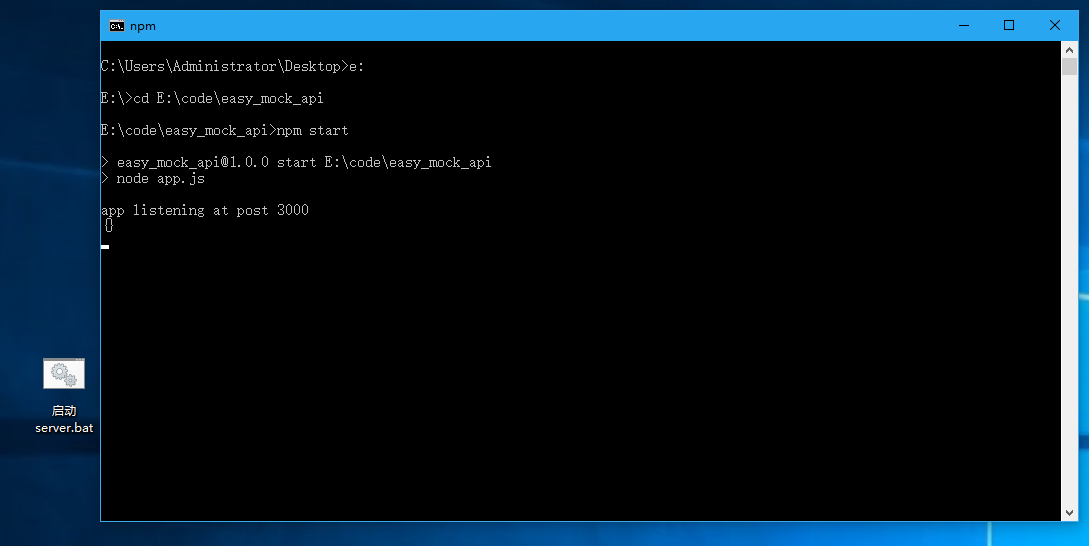 npm
C:\Users\Administrator\Desktop>e:
E:\>cd E:\code\easy_mock_api
E:\code\easy_mock_api>npm start
> easy_mock_api@1.0.0 start E:\code\easy_mock_api
> node app.js
app listening at post 3000
{}
启动
server.bat